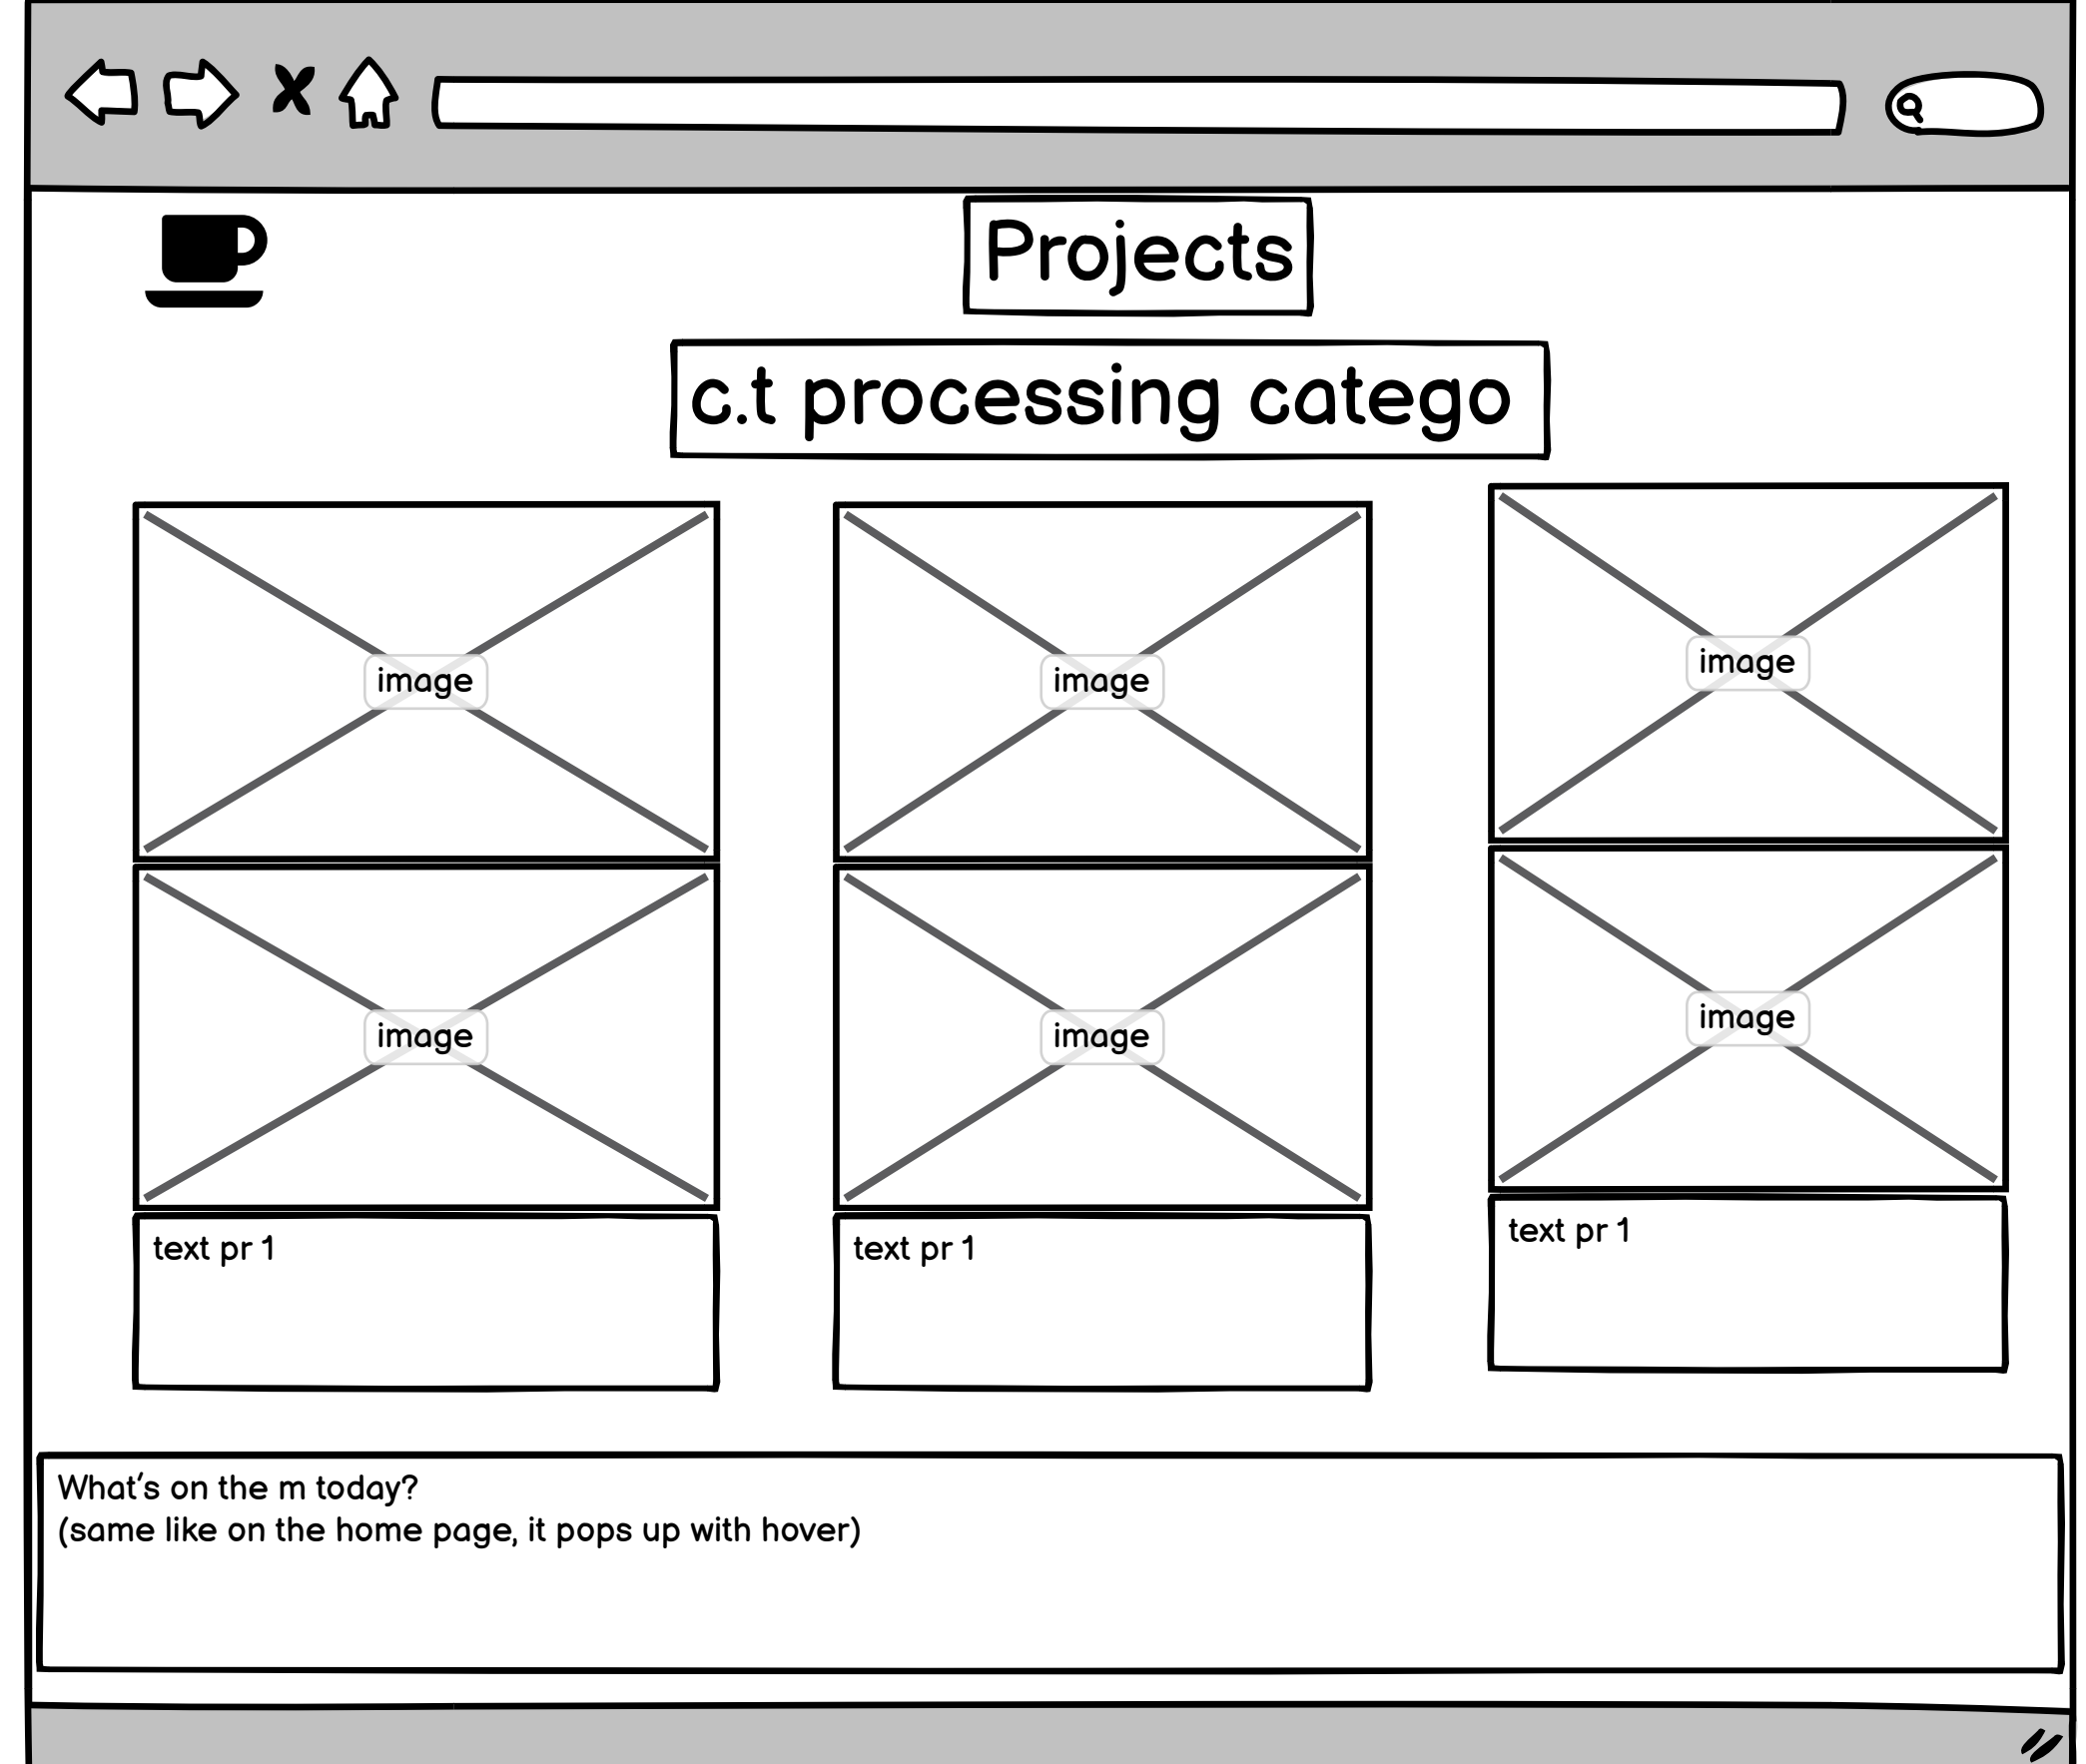 Projects
c.t processing catego
image
image
image
image
image
image
text pr 1
text pr 1
text pr 1
What's on the m today?
(same like on the home page, it pops up with hover)